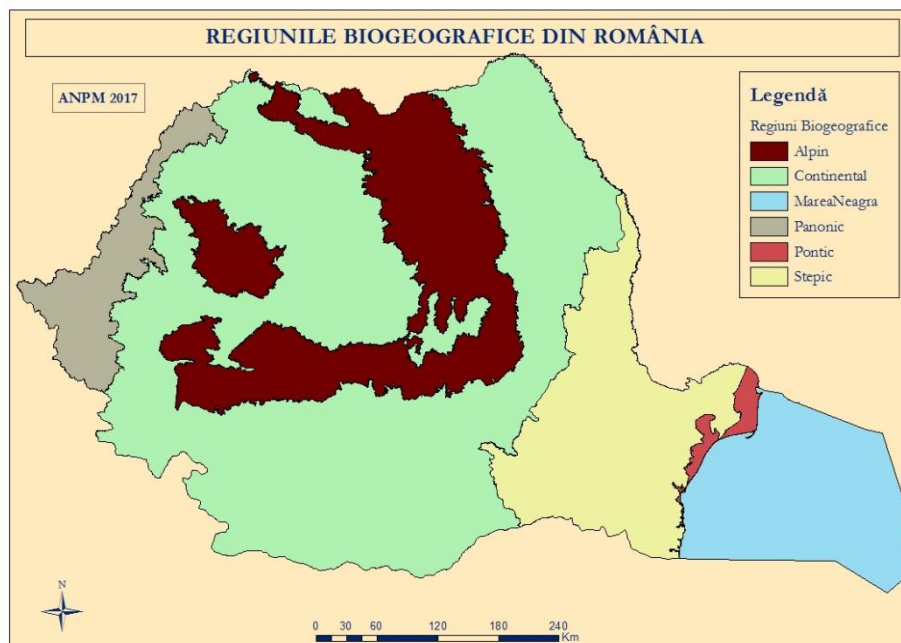 REGIUNILE BIOGEOGRAFICE DIN ROMÂNIA
ANPM 2017
Legendă
Regiuni Biogeografice
Alpin
Continental
MareaNeagra
Panonic
Pontic
Stepic
N
0 30 60 120 180 240
Km